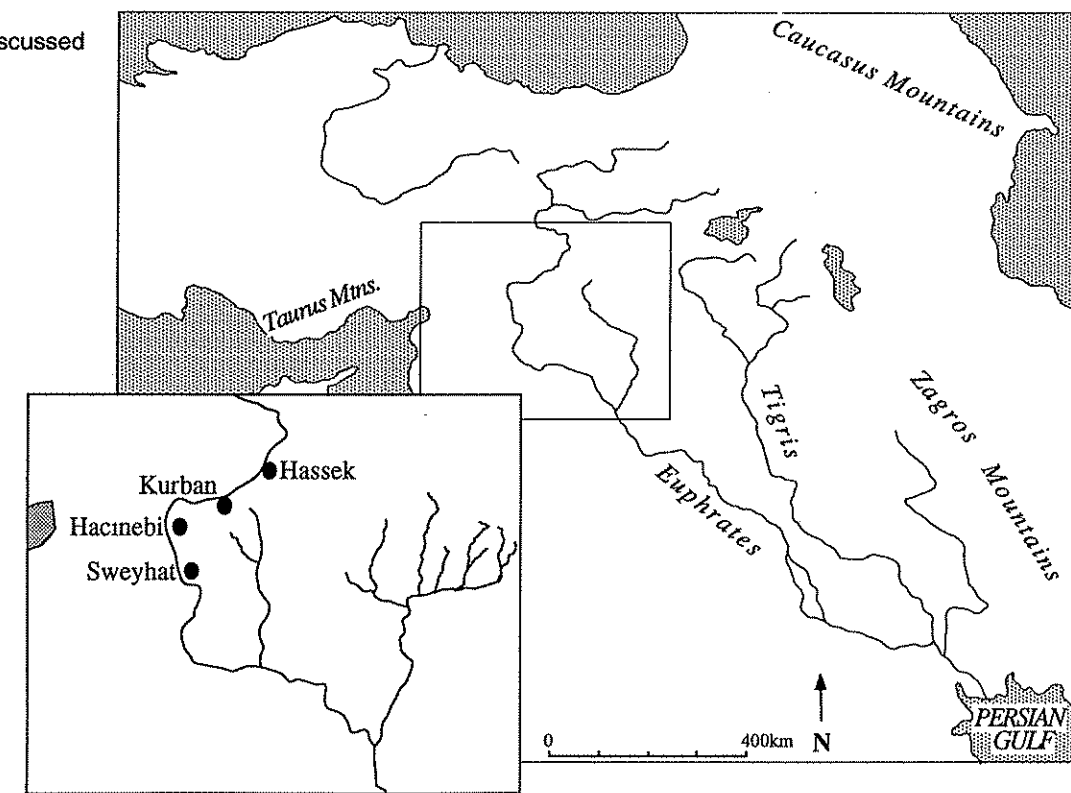 scussed
Caucasus Mountains
Taurus Mtns.
Tigris
Zagros Mountains
Euphrates
Hassek
Kurban
Hacınebi
Sweyhat
0 400km N
PERSIAN
GULF